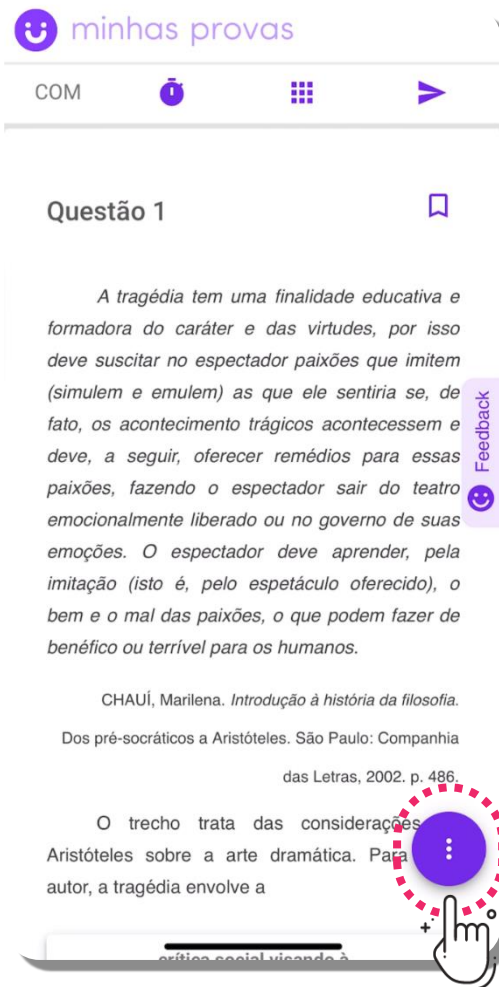 minhas provas
COM
Questão 1
A tragédia tem uma finalidade educativa e
formadora do caráter e das virtudes, por isso
deve suscitar no espectador paixões que imitem
(simulem e emulem) as que ele sentiria se, de
fato, os acontecimento trágicos acontecessem e
deve, a seguir, oferecer remédios para essas
paixões, fazendo o espectador sair do teatro
emocionalmente liberado ou no governo de suas
emoções. O espectador deve aprender, pela
imitação (isto é, pelo espetáculo oferecido), o
bem e o mal das paixões, o que podem fazer de
benéfico ou terrível para os humanos.
Feedback
CHAUÍ, Marilena. Introdução à história da filosofia.
Dos pré-socráticos a Aristóteles. São Paulo: Companhia
das Letras, 2002. p. 486.
O trecho trata das considerações
Aristóteles sobre a arte dramática. Para
autor, a tragédia envolve a
crítica social visando à